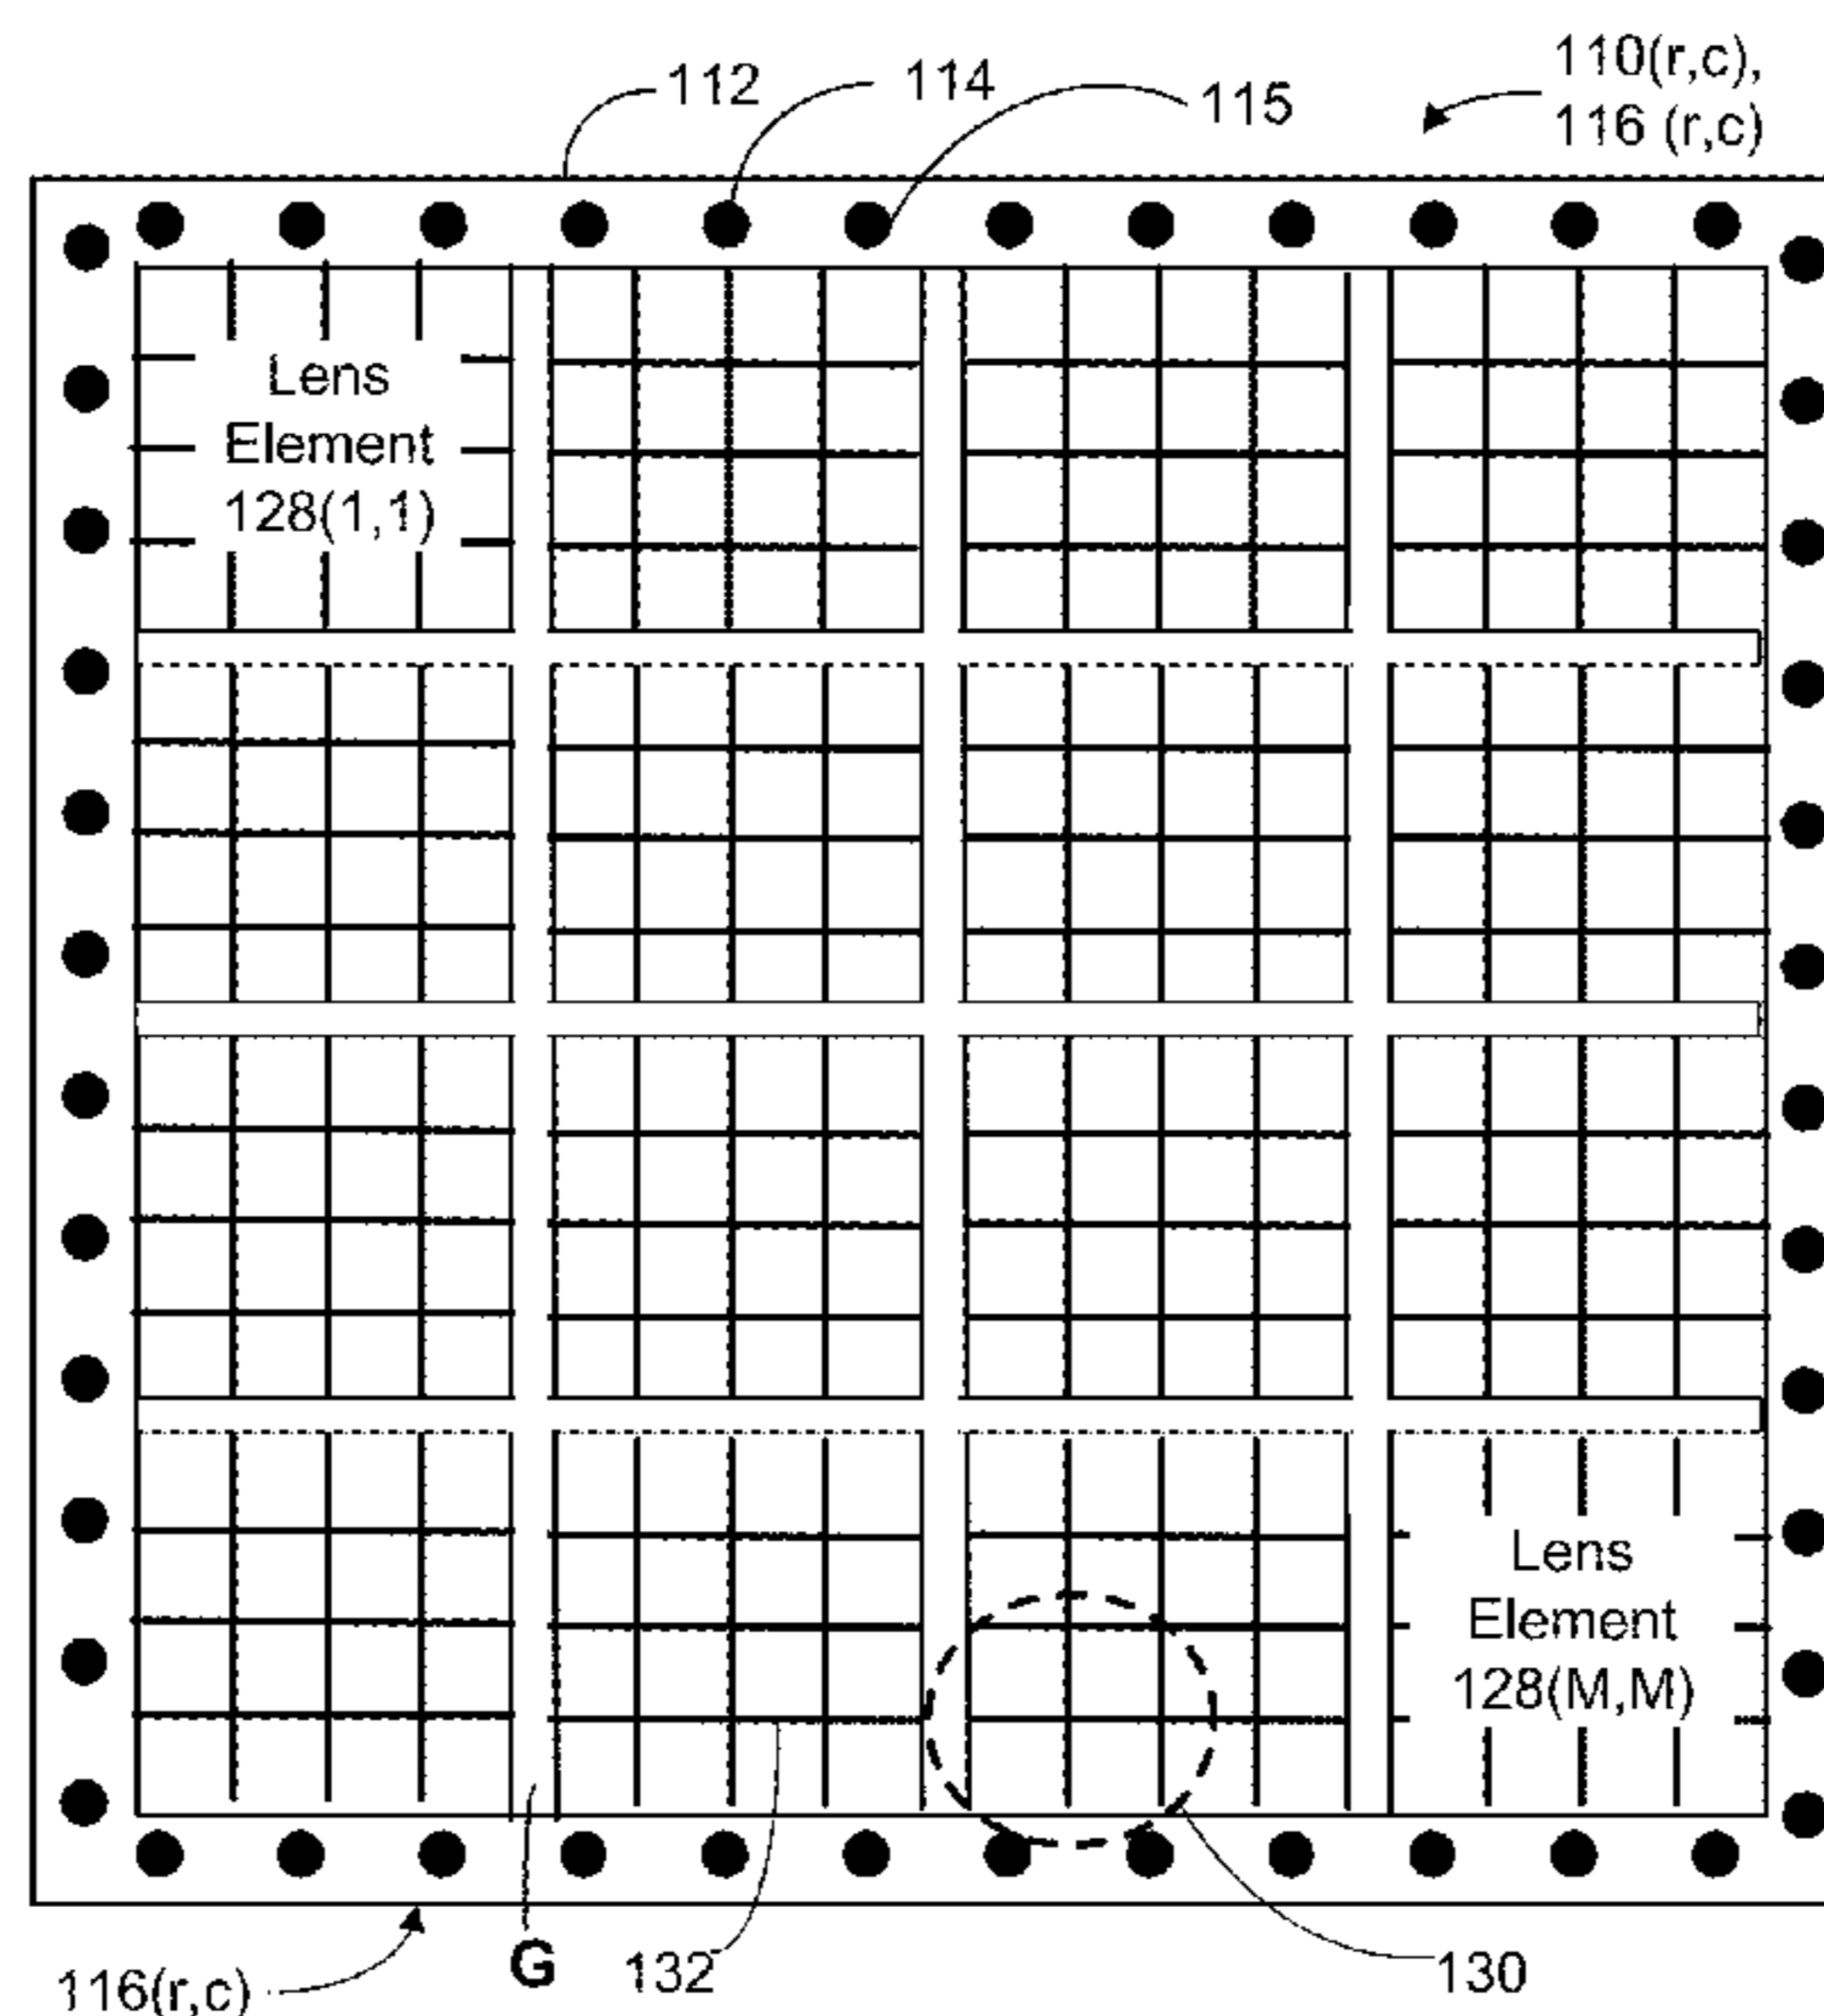 112
114
115
110(r,c),
116 (r,c)
Lens
Element
128(1,1)
Lens
Element
128(M,M)
116(r,c)
G
132
130